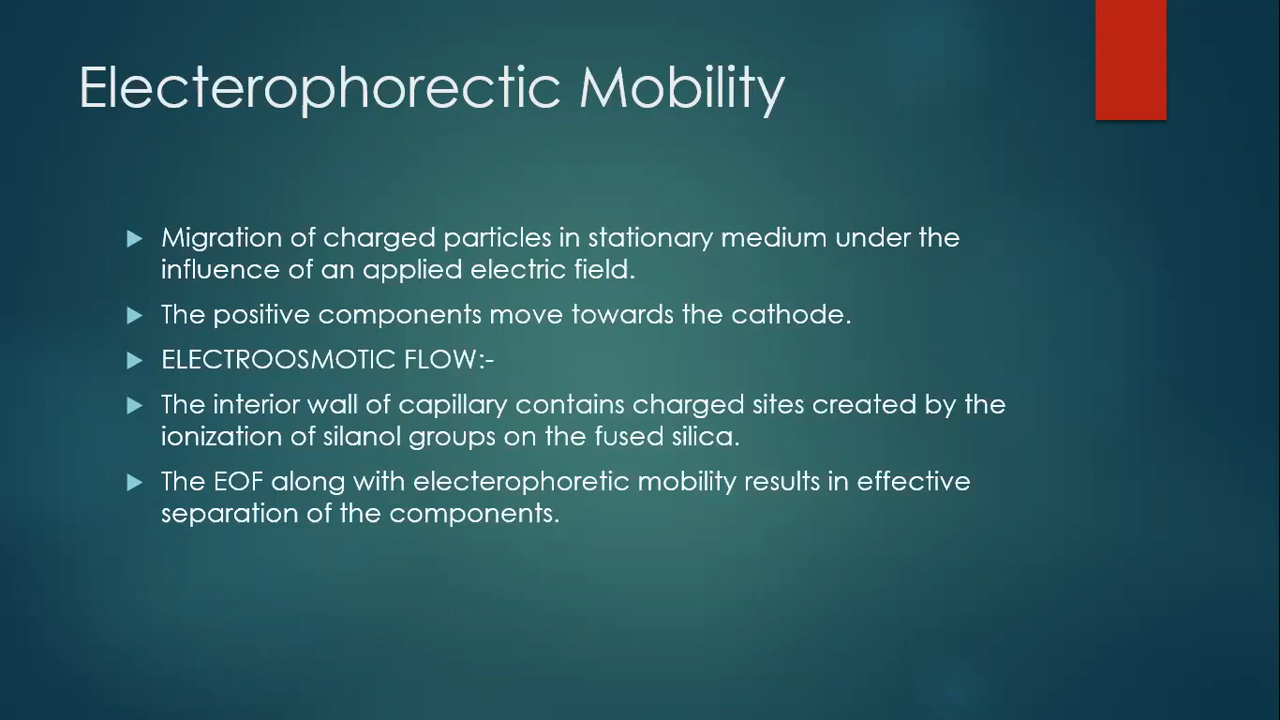 Electerophorectic Mobility
Migration of charged particles in stationary medium under the
influence of an applied electric field.
The positive components move towards the cathode.
ELECTROOSMOTIC FLOW:-
The interior wall of capillary contains charged sites created by the
ionization of silanol groups on the fused silica.
The EOF along with electerophoretic mobility results in effective
separation of the components.